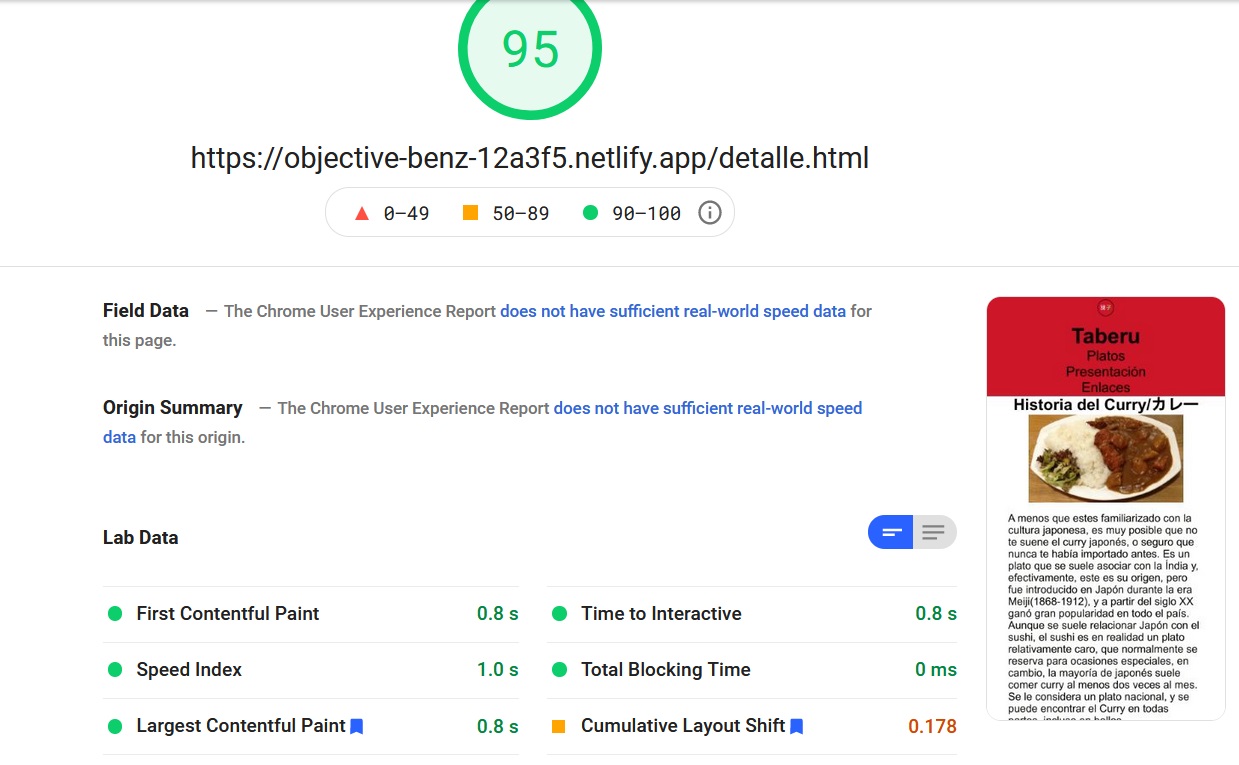 95
https://objective-benz-12a3f5.netlify.app/detalle.html
0–49 50–89 90–100
Field Data — The Chrome User Experience Report does not have sufficient real-world speed data for
this page.
Origin Summary — The Chrome User Experience Report does not have sufficient real-world speed
data for this origin.
Lab Data
First Contentful Paint 0.8 s
Time to Interactive 0.8 s
Speed Index 1.0 s
Total Blocking Time 0 ms
Largest Contentful Paint 0.8 s
Cumulative Layout Shift 0.178
Taberu
Platos
Presentación
Enlaces
Historia del Curry/カレー
A menos que estes familiarizado con la
cultura japonesa, es muy posible que no
te suene el curry japonés, o seguro que
nunca te había importado antes. Es un
plato que se suele asociar con la Índia y,
efectivamente, este es su origen, pero
fue introducido en Japón durante la era
Meiji(1868-1912), y a partir del siglo XX
ganó gran popularidad en todo el país.
Aunque se suele relacionar Japón con el
sushi, el sushi es en realidad un plato
relativamente caro, que normalmente se
reserva para ocasiones especiales, en
cambio, la mayoría de japonés suele
comer curry al menos dos veces al mes.
Se le considera un plato nacional, y se
puede encontrar el Curry en todas